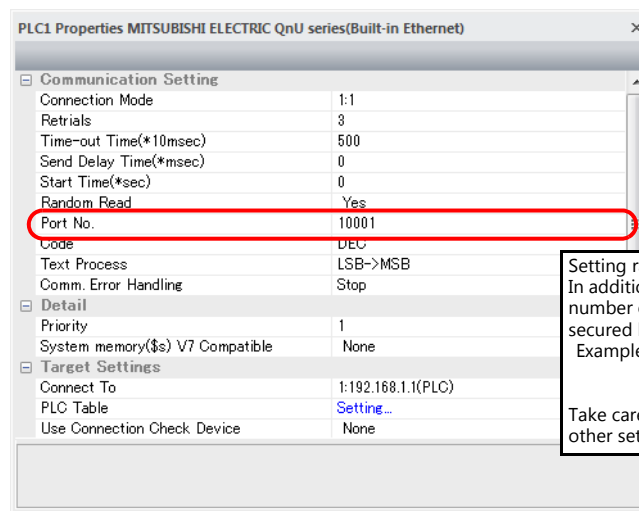 PLC1 Properties MITSUBISHI ELECTRIC QnU series(Built-in Ethernet)
Communication Setting
Connection Mode 1:1
Retrials 3
Time-out Time(*10msec) 500
Send Delay Time(*msec) 0
Start Time(*sec) 0
Random Read Yes
Port No. 10001
Code DEC
Text Process LSB->MSB
Comm. Error Handling Stop
Detail
Priority 1
System memory($s) V7 Compatible None
Target Settings
Connect To 1:192.168.1.1(PLC)
PLC Table Setting...
Use Connection Check Device None
Setting
In
number
secured
Take
other